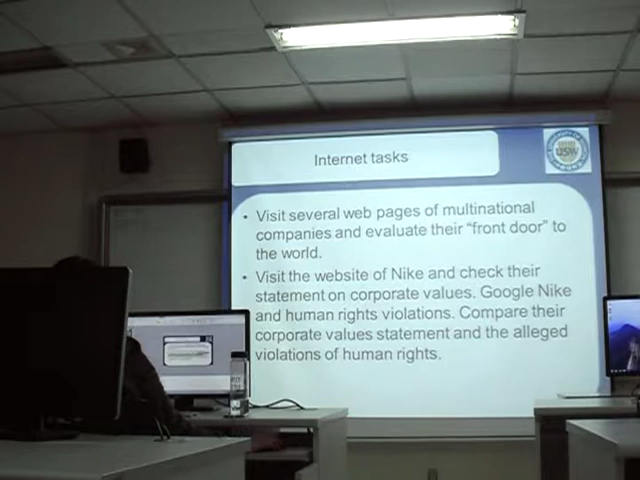 Internet tasks
• Visit several web pages of multinational
companies and evaluate their “front door” to
the world.
• Visit the website of Nike and check their
statement on corporate values. Google Nike
and human rights violations. Compare their
corporate values statement and the alleged
violations of human rights.